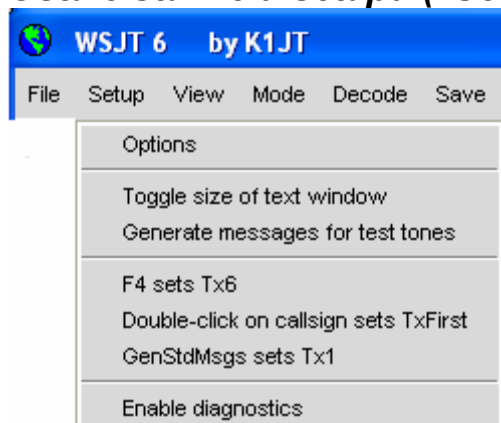 WSJT 6 by K1JT
File Setup View Mode Decode Save
Options
Toggle size of text window
Generate messages for test tones
F4 sets Tx6
Double-click on callsign sets TxFirst
GenStdMsgs sets Tx1
Enable diagnostics